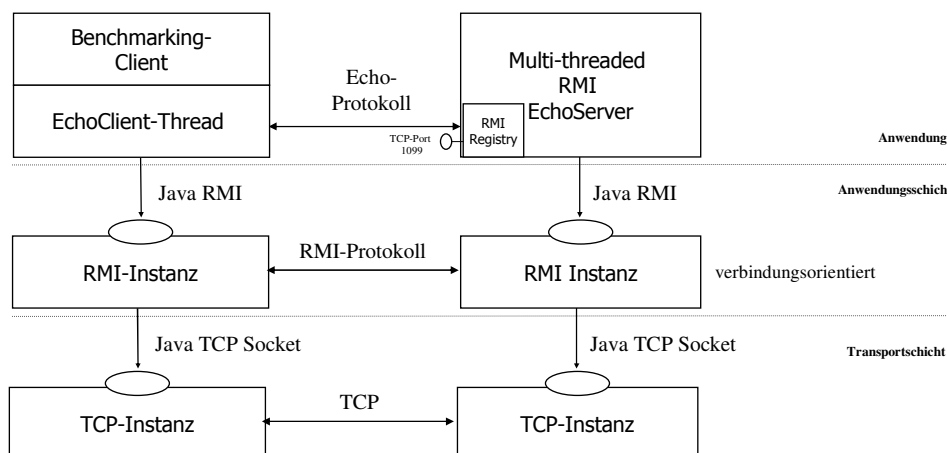 Benchmarking-
Client
EchoClient-Thread
Echo-
Protokoll
Multi-threaded
RMI
EchoServer
RMI
Registry
TCP-Port
1099
Anwendung
Java RMI
Java RMI
Anwendungsschich
RMI-Instanz
RMI-Protokoll
RMI Instanz
verbindungsorientiert
Java TCP Socket
Java TCP Socket
Transportschicht
TCP-Instanz
TCP
TCP-Instanz